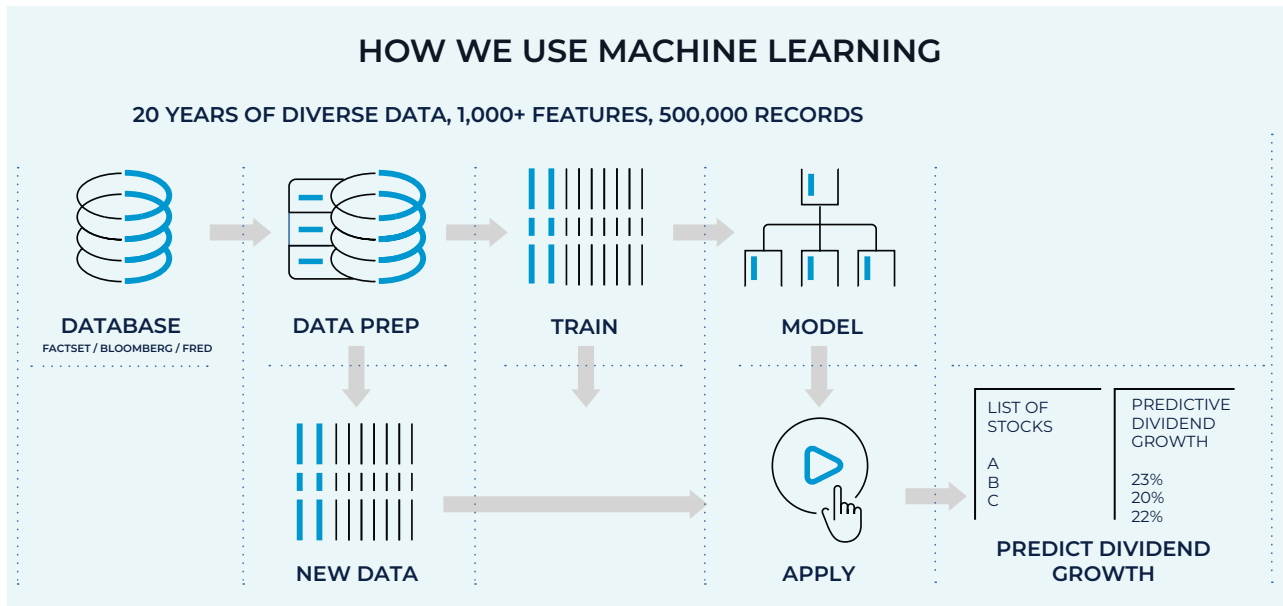 HOW WE USE MACHINE LEARNING
20 YEARS OF DIVERSE DATA, 1,000+ FEATURES, 500,000 RECORDS
DATABASE
FACTSET / BLOOMBERG / FRED
DATA PREP
TRAIN
MODEL
NEW DATA
APPLY
LIST OF
STOCKS
A
B
C
PREDICTIVE
DIVIDEND
GROWTH
23%
20%
22%
PREDICT DIVIDEND
GROWTH